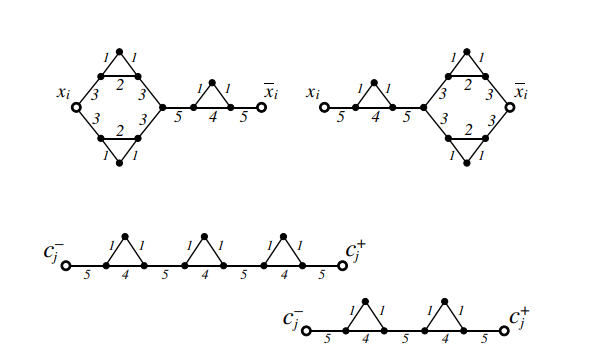 1 1 1 1
x_i 3 2 3 1 1 x̄_i x_i 1 1 3 2 3 x̄_i
3 2 3 5 4 5 5 4 5 3 2 3
1 1 1 1
c_j^- 1 1 1 1 1 1 c_j^+
5 4 5 4 5 4 5
c_j^- 1 1 1 1 c_j^+
5 4 5 4 5